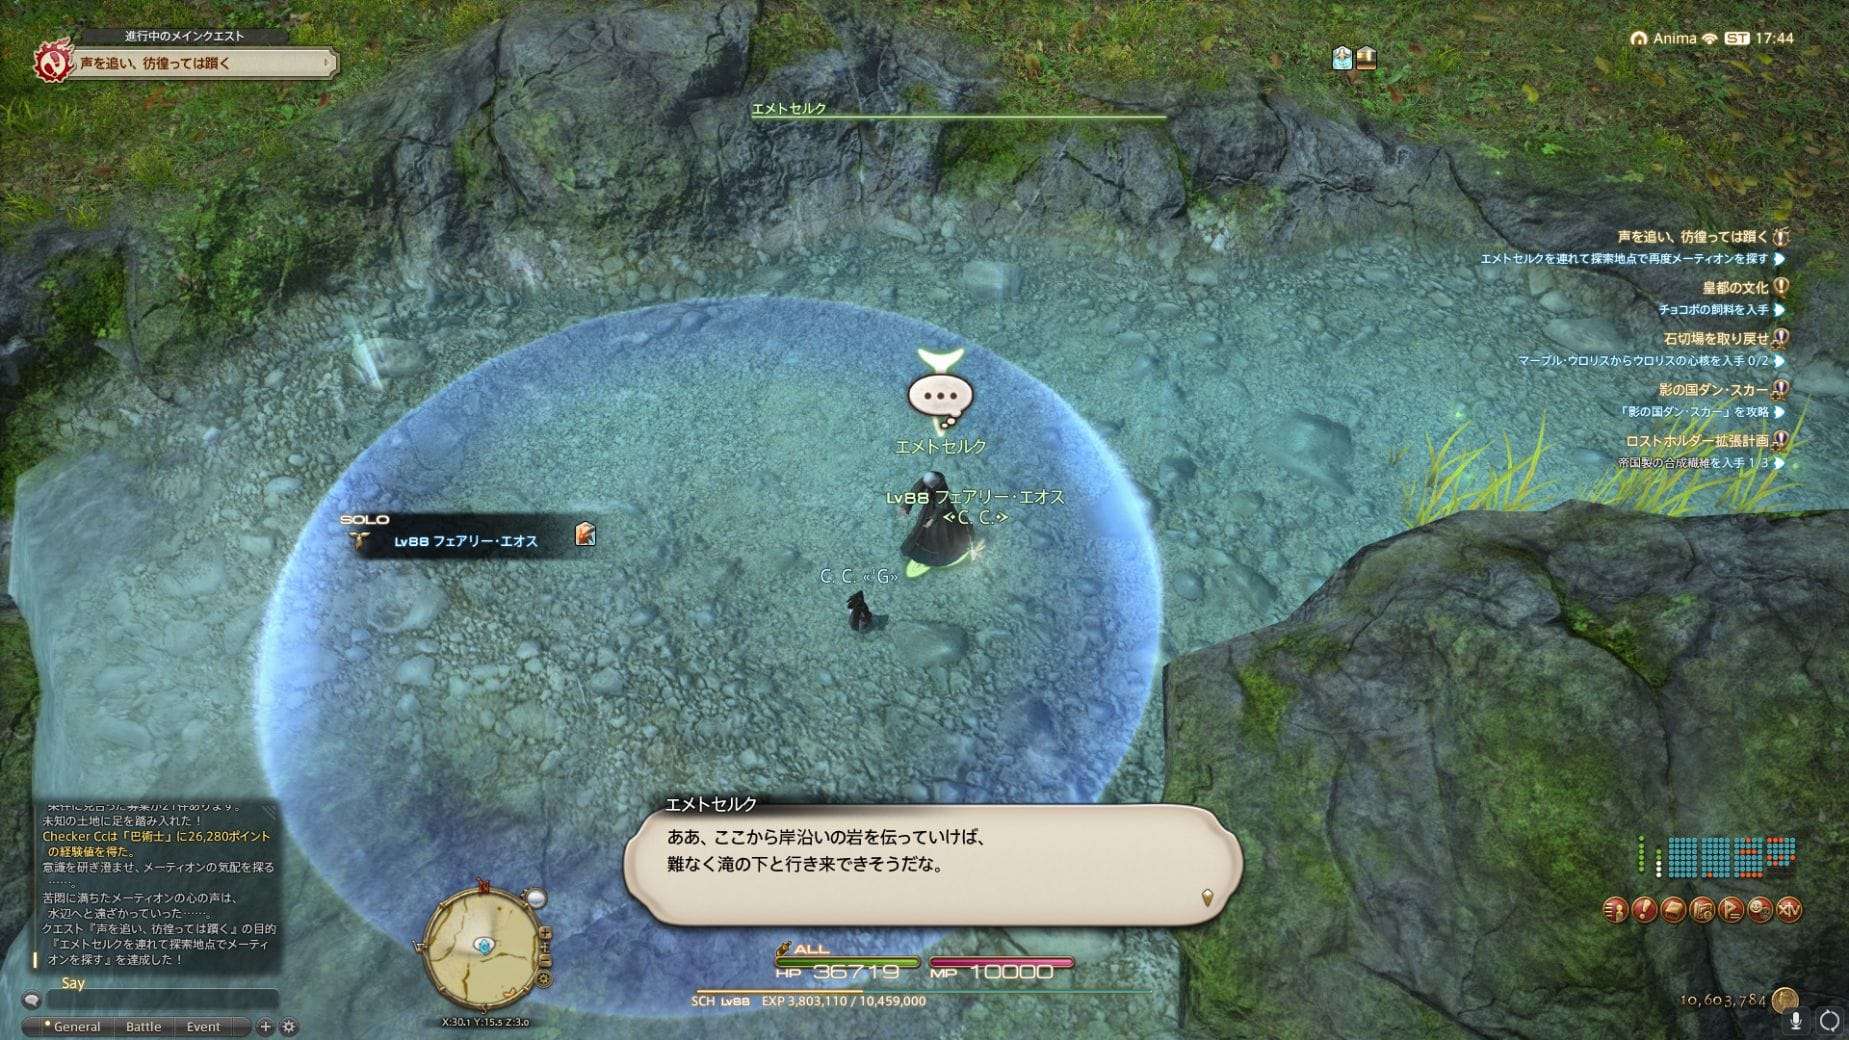 進行中のメインクエスト
声を追い、彷徨っては躓く
Anima ST 17:44
エメトセルク
声を追い、彷徨っては躓く
エメトセルクを連れて探索地点で再度メーティオンを探す
皇都の文化
チョコボの飼料を入手
石切場を取り戻せ
マーブル・ウロリスからウロリスの心核を入手 0/2
影の国ダン・スカー
「影の国ダン・スカー」を攻略
ロストホルダー拡張計画
帝国製の合成繊維を入手 1/3
エメトセルク
Lv88 フェアリー・エオス
«C. C.»
SOLO
Lv88 フェアリー・エオス
C. C. «G»
エメトセルク
ああ、ここから岸沿いの岩を伝っていけば、
難なく滝の下と行き来できそうだな。
未知の土地に足を踏み入れた！
Checker Ccは「巴術士」に26,280ポイント
の経験値を得た。
意識を研ぎ澄ませ、メーティオンの気配を探る
……。
苦悶に満ちたメーティオンの心の声は、
水辺へと遠ざかっていった……。
クエスト『声を追い、彷徨っては躓く』の目的
『エメトセルクを連れて探索地点でメーティ
オンを探す』を達成した！
Say
General Battle Event
X:30.1 Y:15.5 Z:3.0
ALL
HP 36719 MP 10000
SCH Lv88 EXP 3,803,110 / 10,459,000
10,603,784